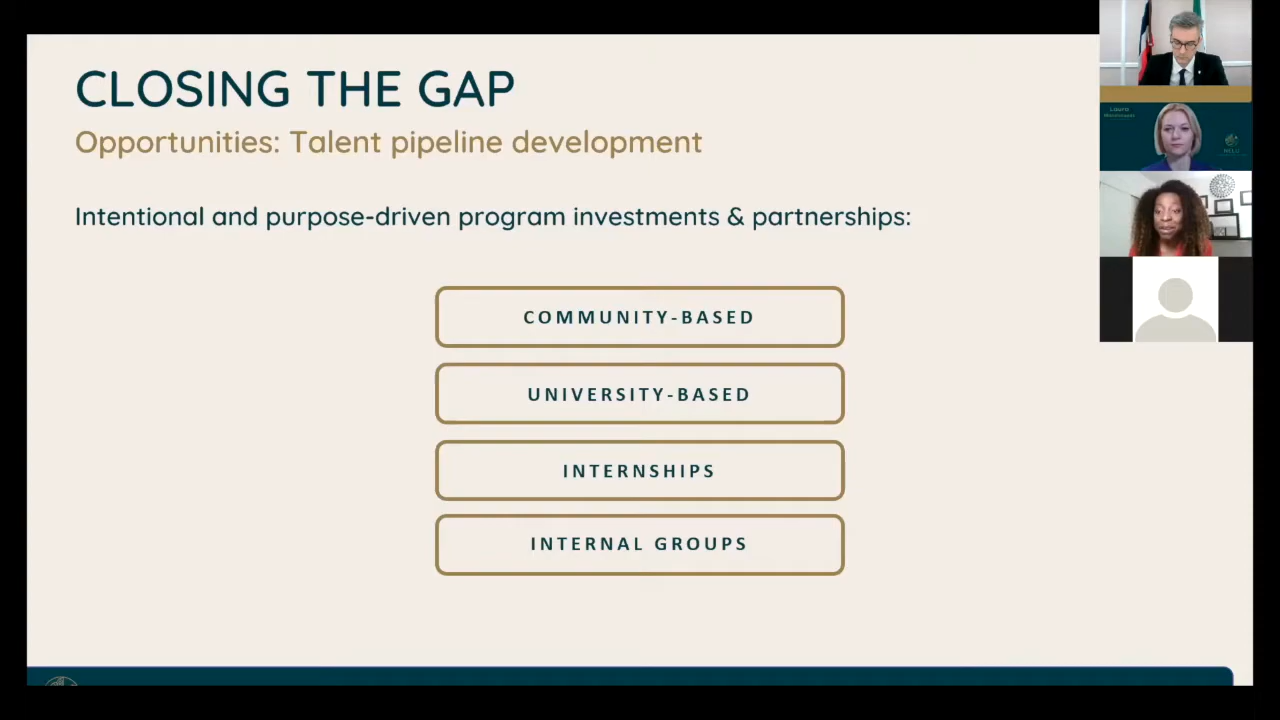 CLOSING THE GAP
Opportunities: Talent pipeline development
Intentional and purpose-driven program investments & partnerships:
COMMUNITY-BASED
UNIVERSITY-BASED
INTERNSHIPS
INTERNAL GROUPS
Laura